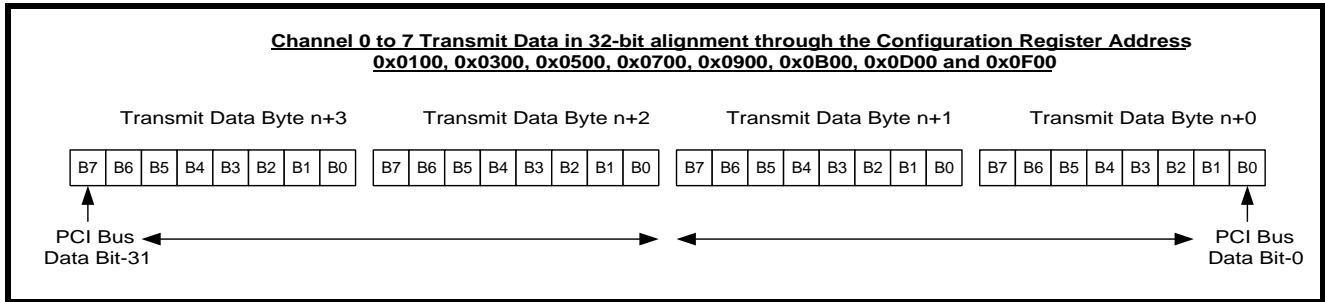 Channel 0 to 7 Transmit Data in 32-bit alignment through the Configuration Register Address
0x0100, 0x0300, 0x0500, 0x0700, 0x0900, 0x0B00, 0x0D00 and 0x0F00
Transmit Data Byte n+3 Transmit Data Byte n+2 Transmit Data Byte n+1 Transmit Data Byte n+0
B7 B6 B5 B4 B3 B2 B1 B0 B7 B6 B5 B4 B3 B2 B1 B0 B7 B6 B5 B4 B3 B2 B1 B0 B7 B6 B5 B4 B3 B2 B1 B0
PCI Bus
Data Bit-31
PCI Bus
Data Bit-0